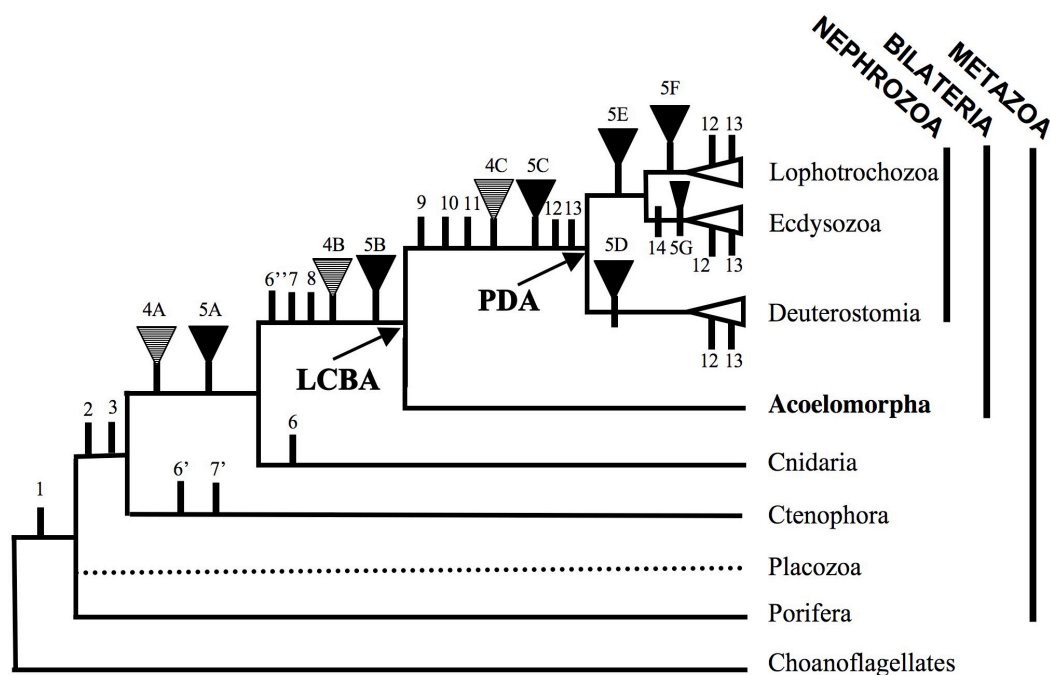 NEPHROZOA
BILATERIA
METAZOA
5F
5E
12 13
4C 5C
Lophotrochozoa
9 10 11
12 13
Ecdysozoa
14 5G
12 13
4B 5B
5D
6’’ 7 8
PDA
Deuterostomia
4A 5A
12 13
LCBA
2 3
Acoelomorpha
6
Cnidaria
6’ 7’
1
Ctenophora
Placozoa
Porifera
Choanoflagellates